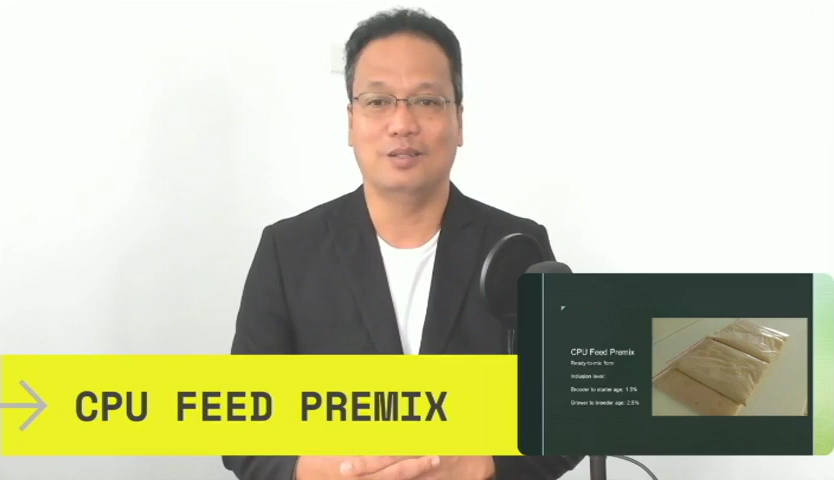 CPU FEED PREMIX
CPU Feed Premix
Ready-to-mix form
Inclusion level:
Brooder to starter age: 1.5%
Grower to breeder age: 2.5%